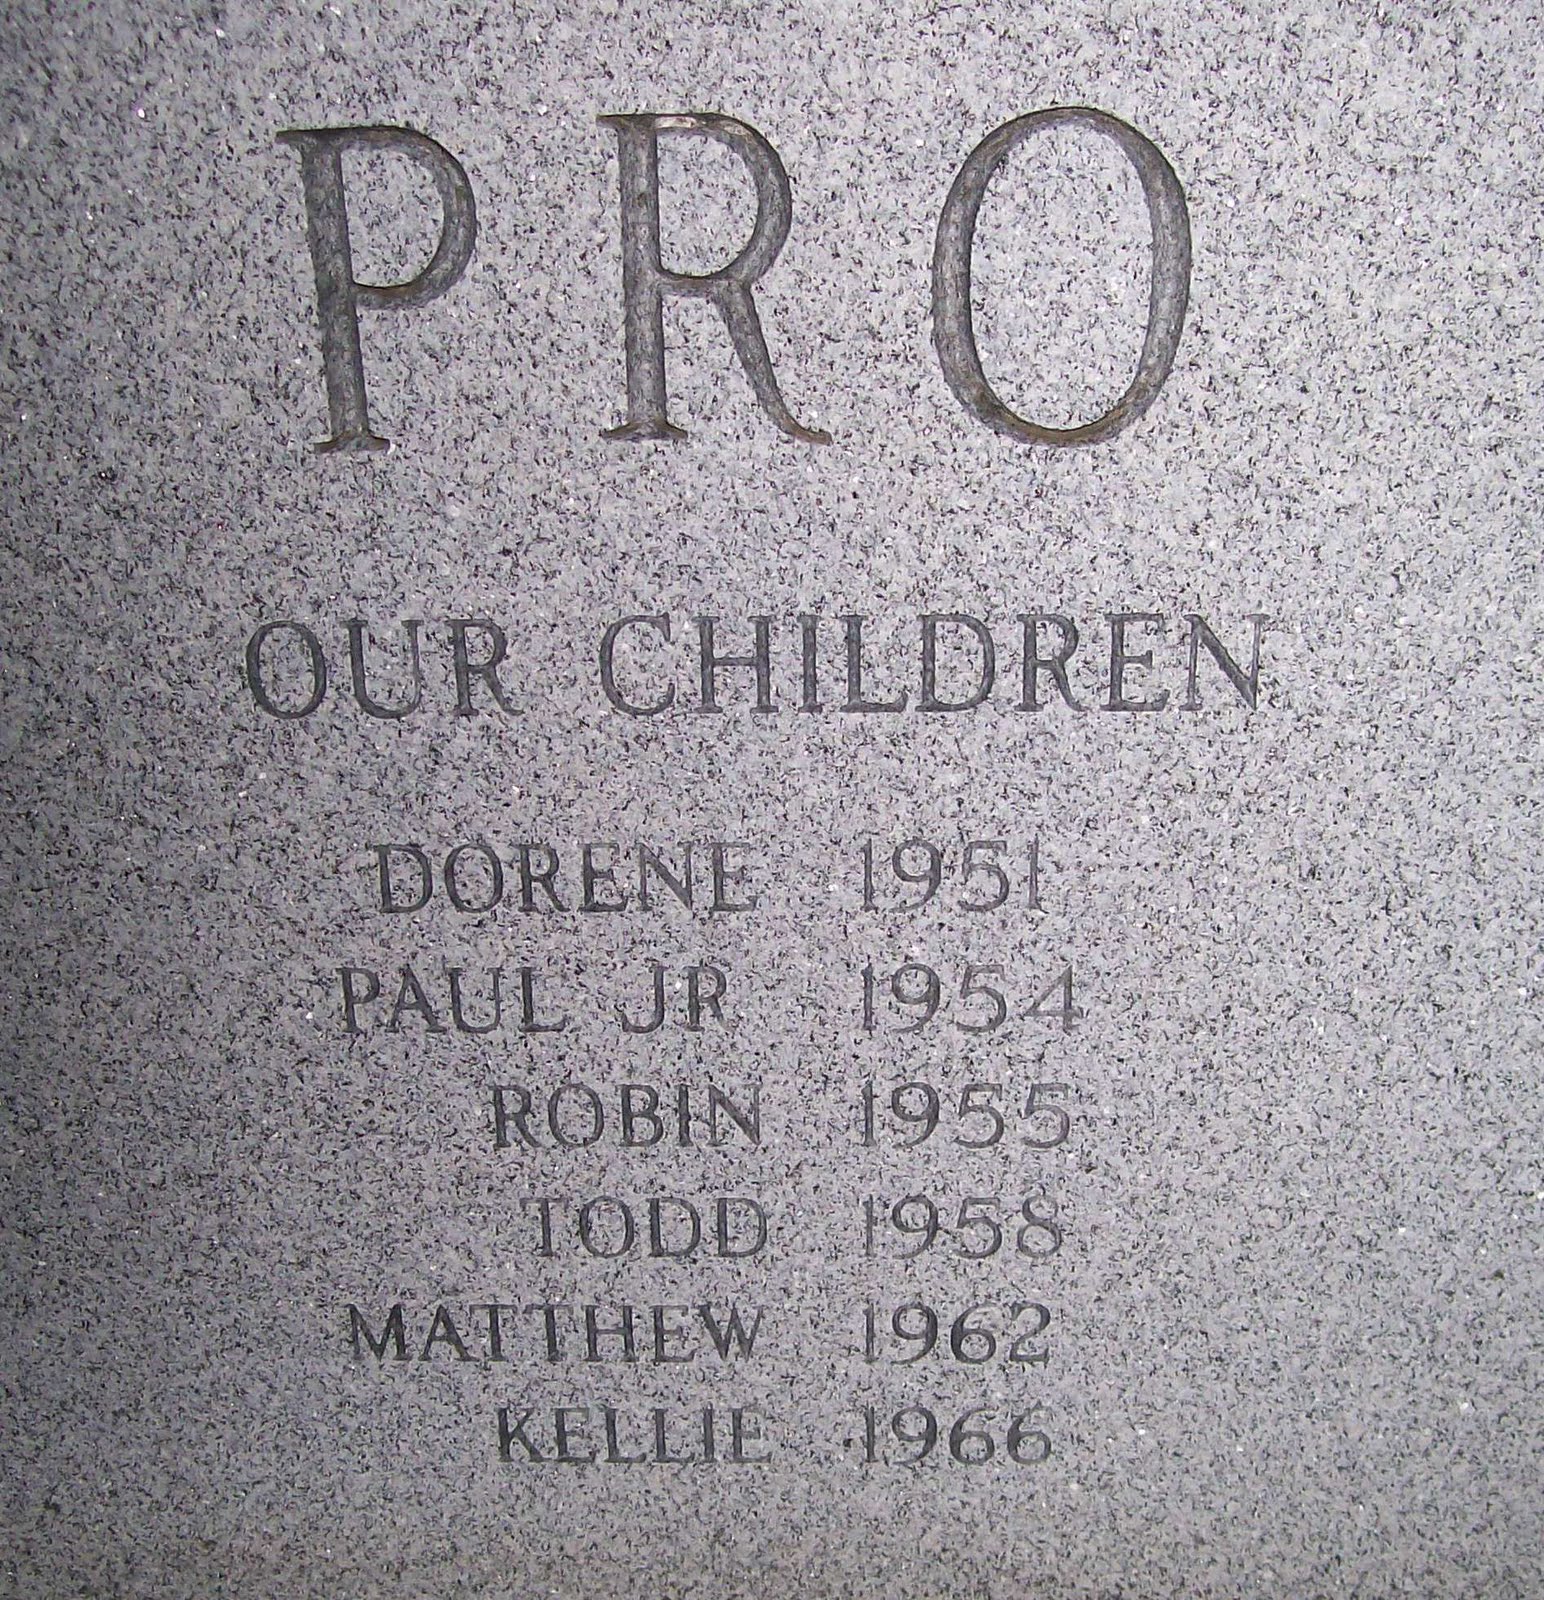 PRO
OUR CHILDREN
DORENE 1951
PAUL JR 1954
ROBIN 1955
TODD 1958
MATTHEW 1962
KELLIE 1966